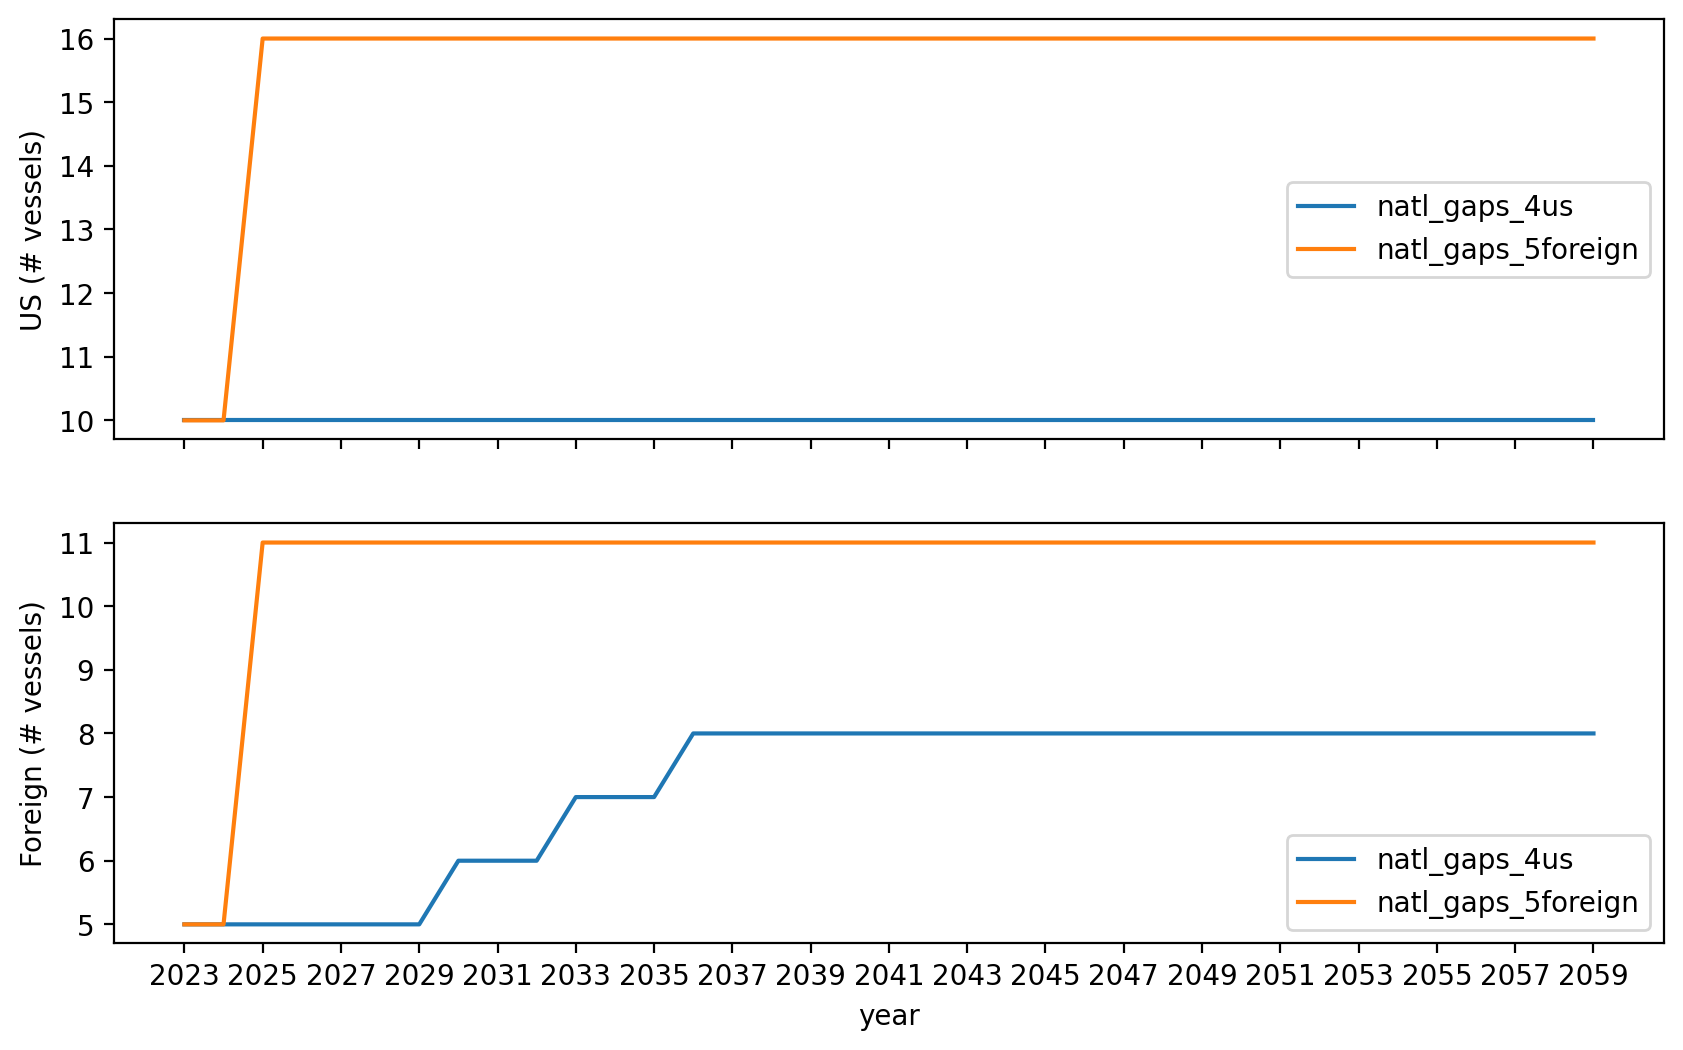 16
15
14
13
12
11
10
US (# vessels)
natl_gaps_4us
natl_gaps_5foreign
11
10
9
8
7
6
5
Foreign (# vessels)
natl_gaps_4us
natl_gaps_5foreign
2023 2025 2027 2029 2031 2033 2035 2037 2039 2041 2043 2045 2047 2049 2051 2053 2055 2057 2059
year